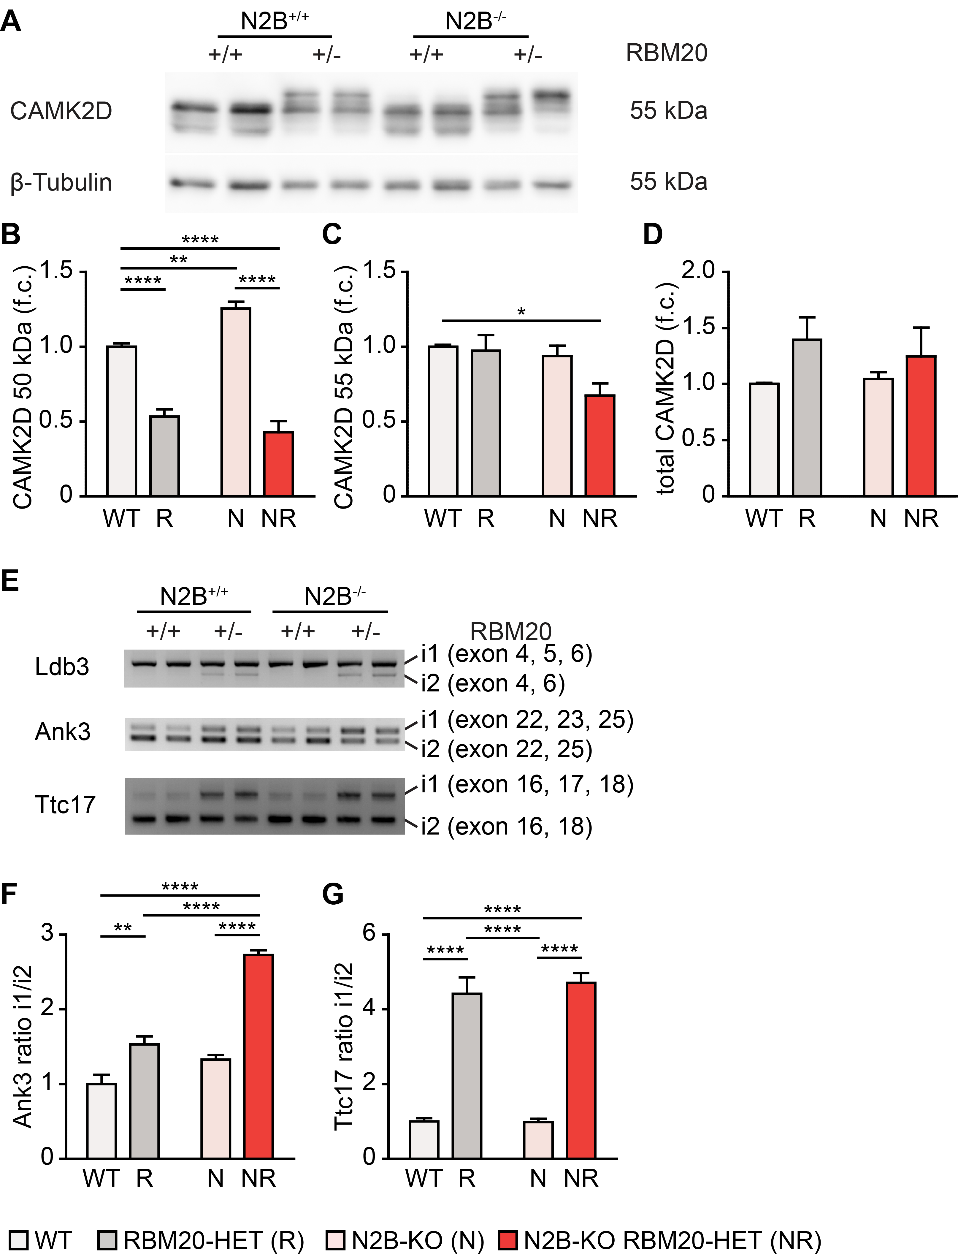 A
N2B+/+ N2B-/-
+/+ +/- +/+ +/- RBM20
CAMK2D 55 kDa
β-Tubulin 55 kDa
B
CAMK2D 50 kDa (f.c.)
1.5
1.0
0.5
0
****
**
**** ****
WT R N NR
C
CAMK2D 55 kDa (f.c.)
1.5
1.0
0.5
0
*
WT R N NR
D
total CAMK2D (f.c.)
2.0
1.5
1.0
0.5
0
WT R N NR
E
N2B+/+ N2B-/-
+/+ +/- +/+ +/- RBM20
Ldb3
i1 (exon 4, 5, 6)
i2 (exon 4, 6)
Ank3
i1 (exon 22, 23, 25)
i2 (exon 22, 25)
Ttc17
i1 (exon 16, 17, 18)
i2 (exon 16, 18)
F
Ank3 ratio i1/i2
3
2
1
0
****
****
** ****
WT R N NR
G
Ttc17 ratio i1/i2
6
4
2
0
****
****
**** ****
WT R N NR
WT RBM20-HET (R) N2B-KO (N) N2B-KO RBM20-HET (NR)